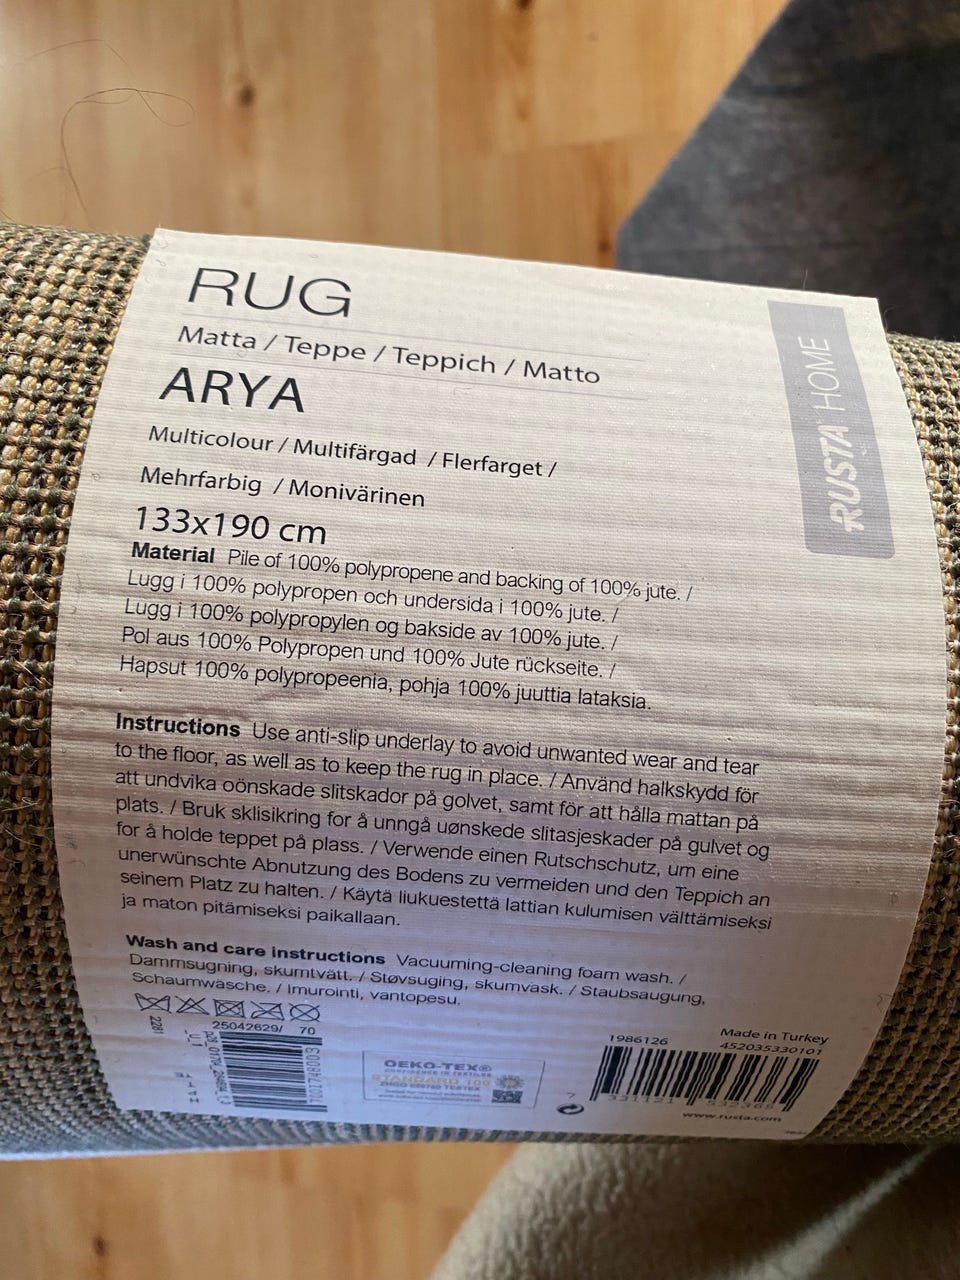 RUG
Matta / Teppe / Teppich / Matto
ARYA
Multicolour / Multifärgad / Flerfarget /
Mehrfarbig / Monivärinen
133x190 cm
Material Pile of 100% polypropene and backing of 100% jute. /
Lugg i 100% polypropen och undersida i 100% jute. /
Lugg i 100% polypropylen og bakside av 100% jute. /
Pol aus 100% Polypropen und 100% Jute rückseite. /
Hapsut 100% polypropeenia, pohja 100% juuttia lataksia.
Instructions Use anti-slip underlay to avoid unwanted wear and tear
to the floor, as well as to keep the rug in place. / Använd halkskydd för
att undvika oönskade slitskador på golvet, samt för att hålla mattan på
plats. / Bruk sklisikring for å unngå uønskede slitasjeskader på gulvet og
for å holde teppet på plass. / Verwende einen Rutschschutz, um eine
unerwünschte Abnutzung des Bodens zu vermeiden und den Teppich an
seinem Platz zu halten. / Käytä liukuestettä lattian kulumisen välttämiseksi
ja maton pitämiseksi paikallaan.
Wash and care instructions Vacuuming-cleaning foam wash. /
Dammsugning, skumtvätt. / Støvsuging, skumvask. / Staubsaugung,
Schaumwäsche. / Imurointi, vantopesu.
RUSTA HOME
2281
25042629/ 70
OEKO-TEX®
CONFIDENCE IN TEXTILES
STANDARD 100
1986126
Made in Turkey
452035330101
www.rusta.com